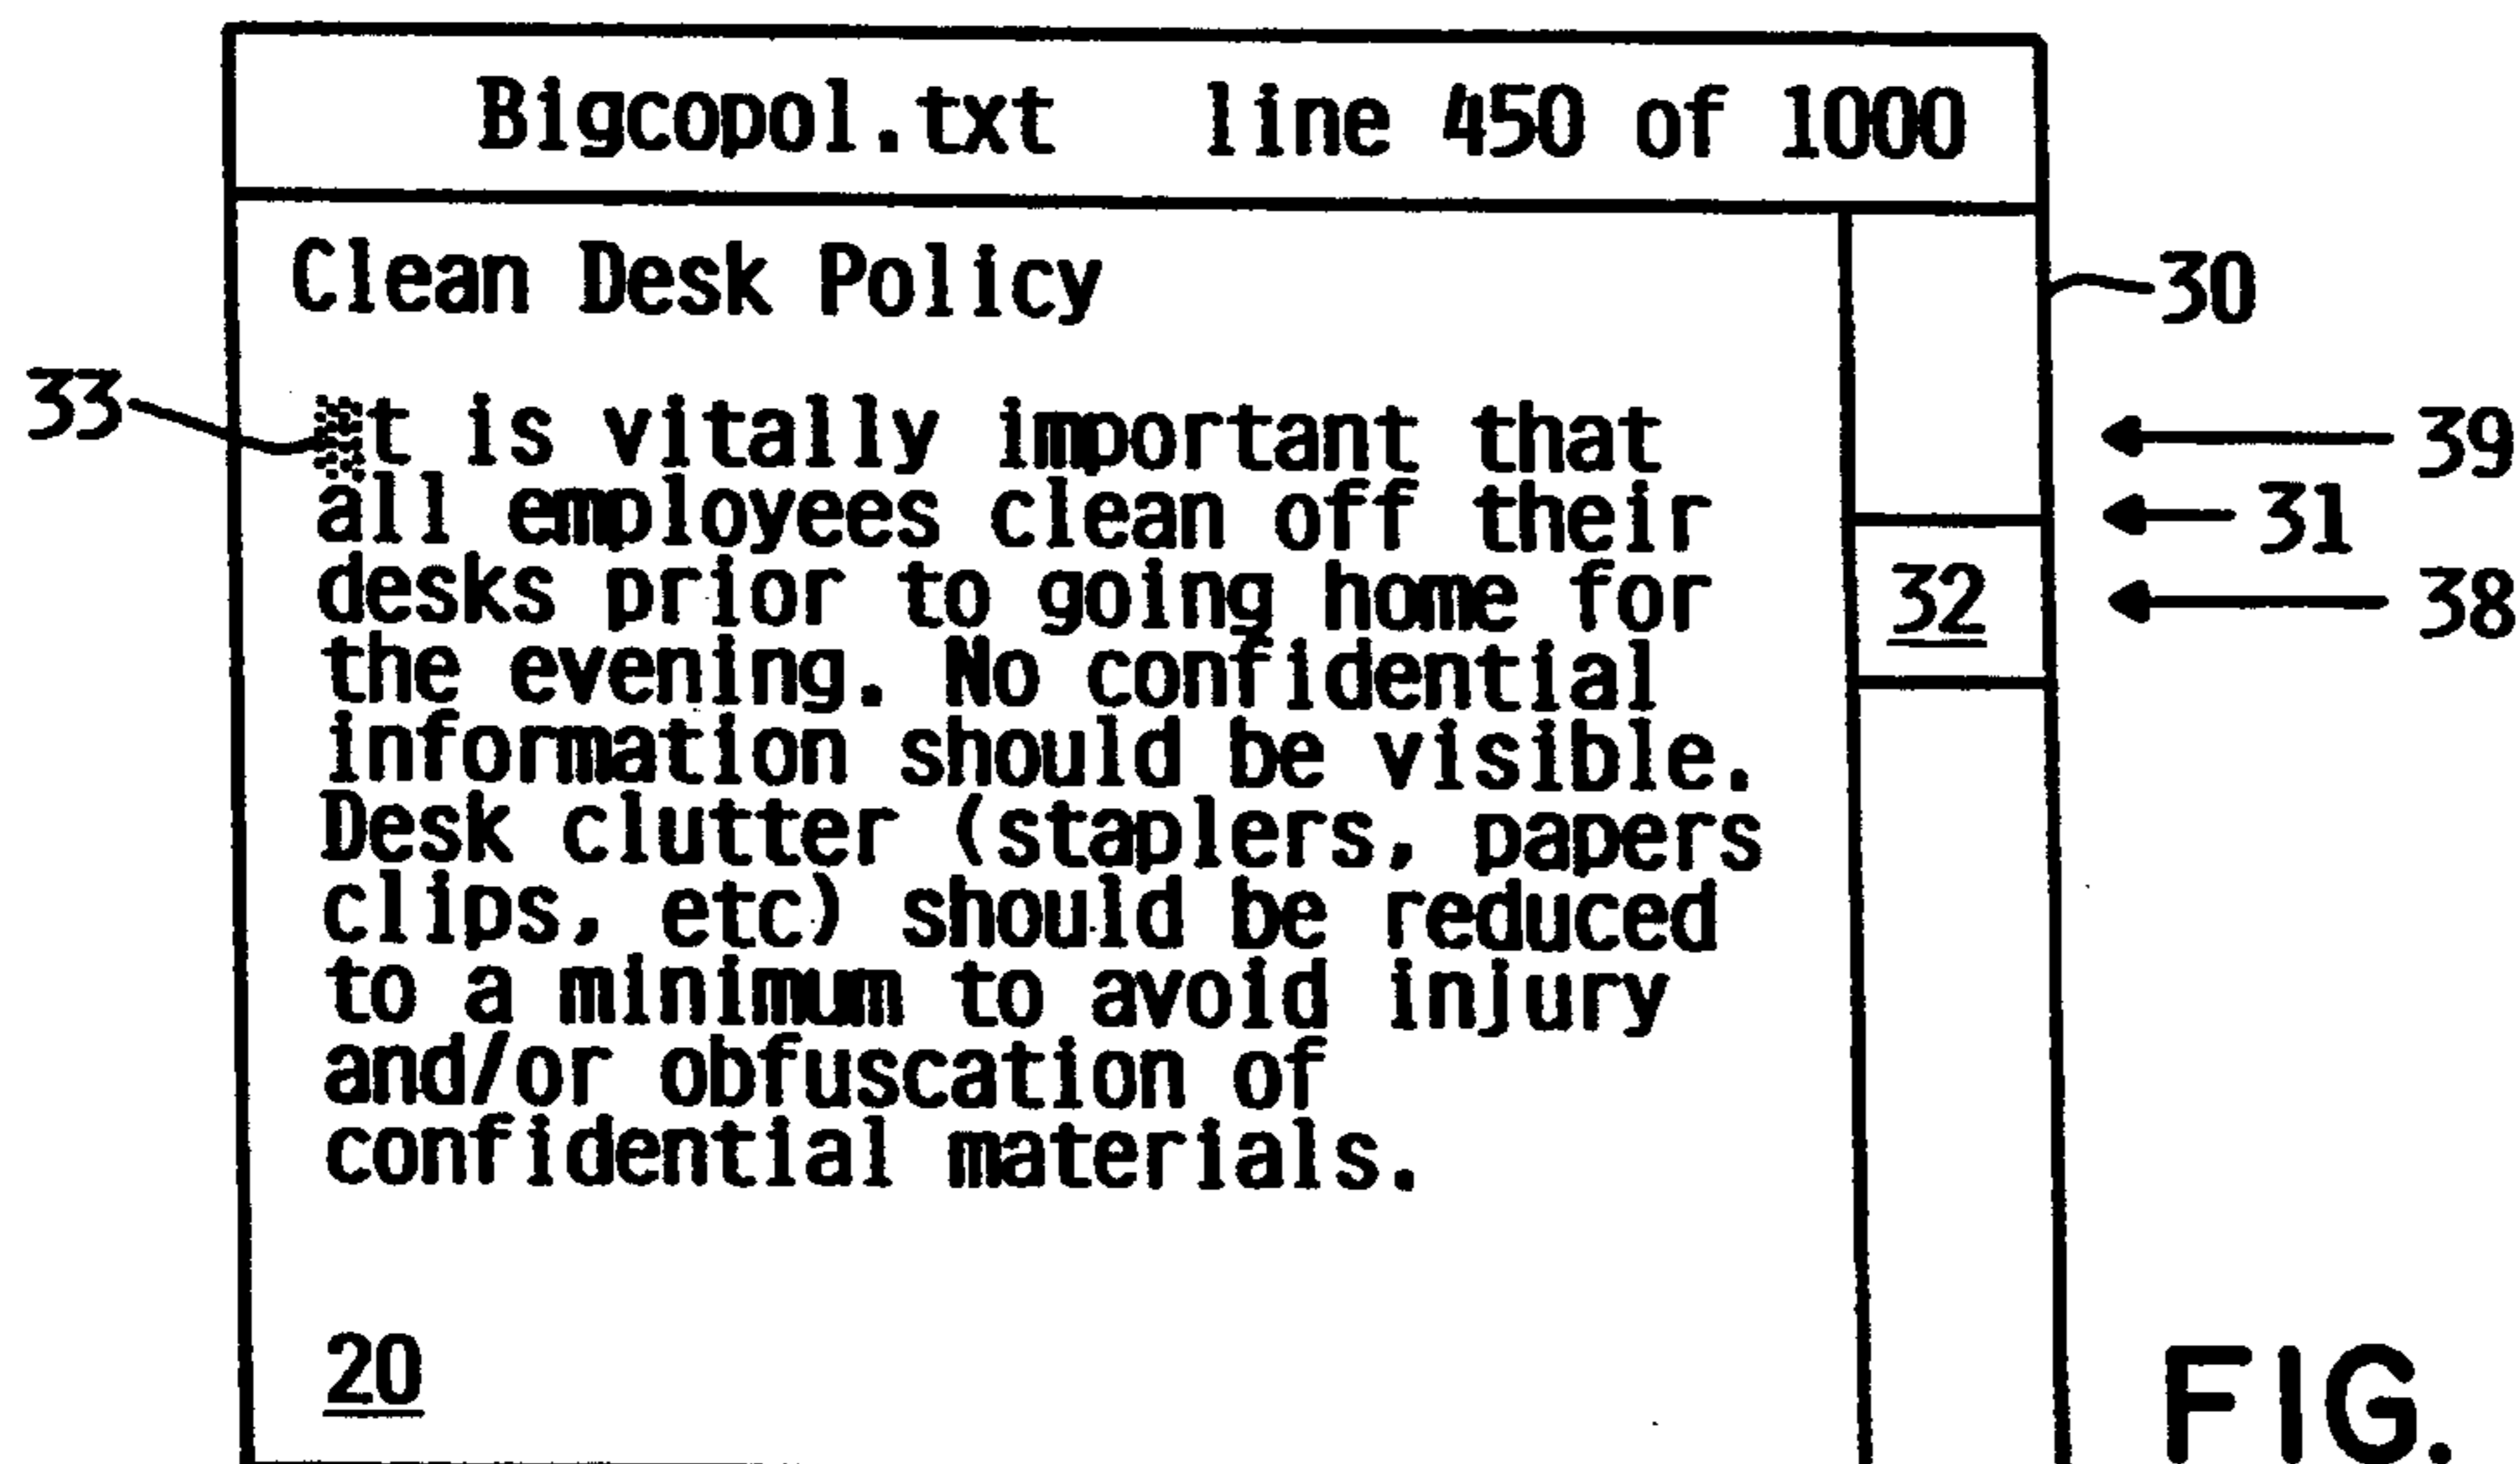 Bigcopol.txt line 450 of 1000
Clean Desk Policy
30
33
It is vitally important that
39
all employees clean off their
31
desks prior to going home for
32
38
the evening. No confidential
information should be visible.
Desk clutter (staplers, papers
clips, etc) should be reduced
to a minimum to avoid injury
and/or obfuscation of
confidential materials.
20
FIG.